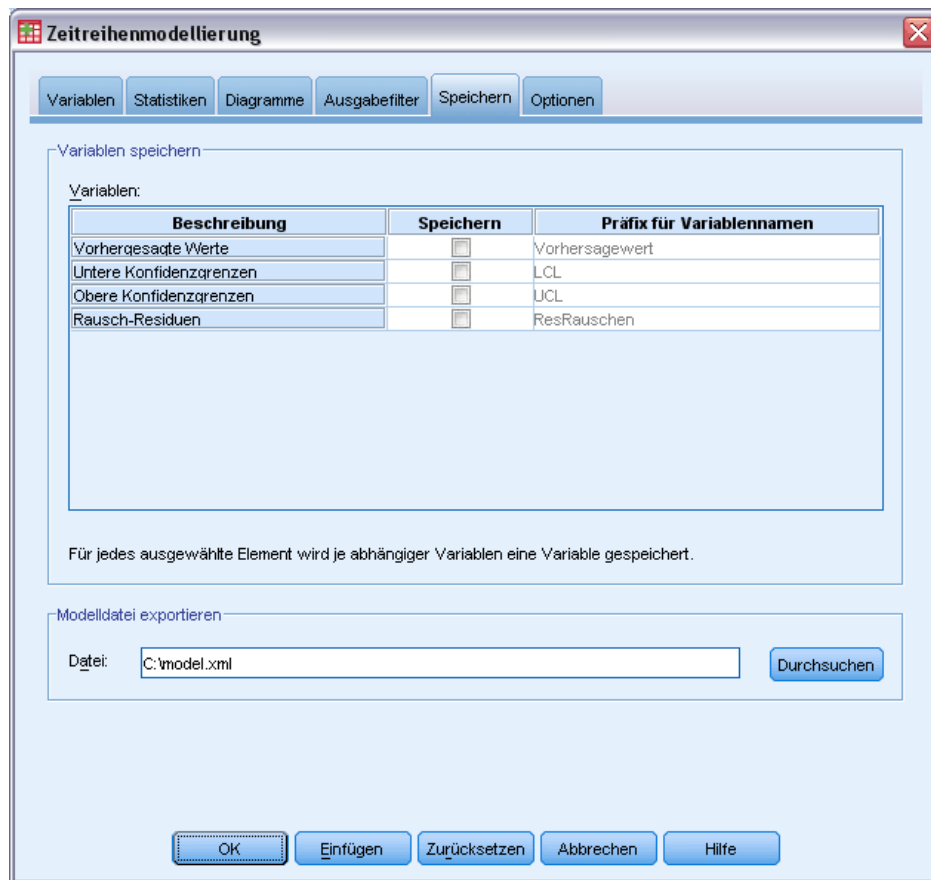 Zeitreihenmodellierung
Variablen Statistiken Diagramme Ausgabefilter Speichern Optionen
Variablen speichern
Variablen:
Beschreibung Speichern Präfix für Variablennamen
Vorhergesagte Werte Vorhersagewert
Untere Konfidenzgrenzen LCL
Obere Konfidenzgrenzen UCL
Rausch-Residuen ResRauschen
Für jedes ausgewählte Element wird je abhängiger Variablen eine Variable gespeichert.
Modelldatei exportieren
Datei: C:\model.xml Durchsuchen
OK Einfügen Zurücksetzen Abbrechen Hilfe